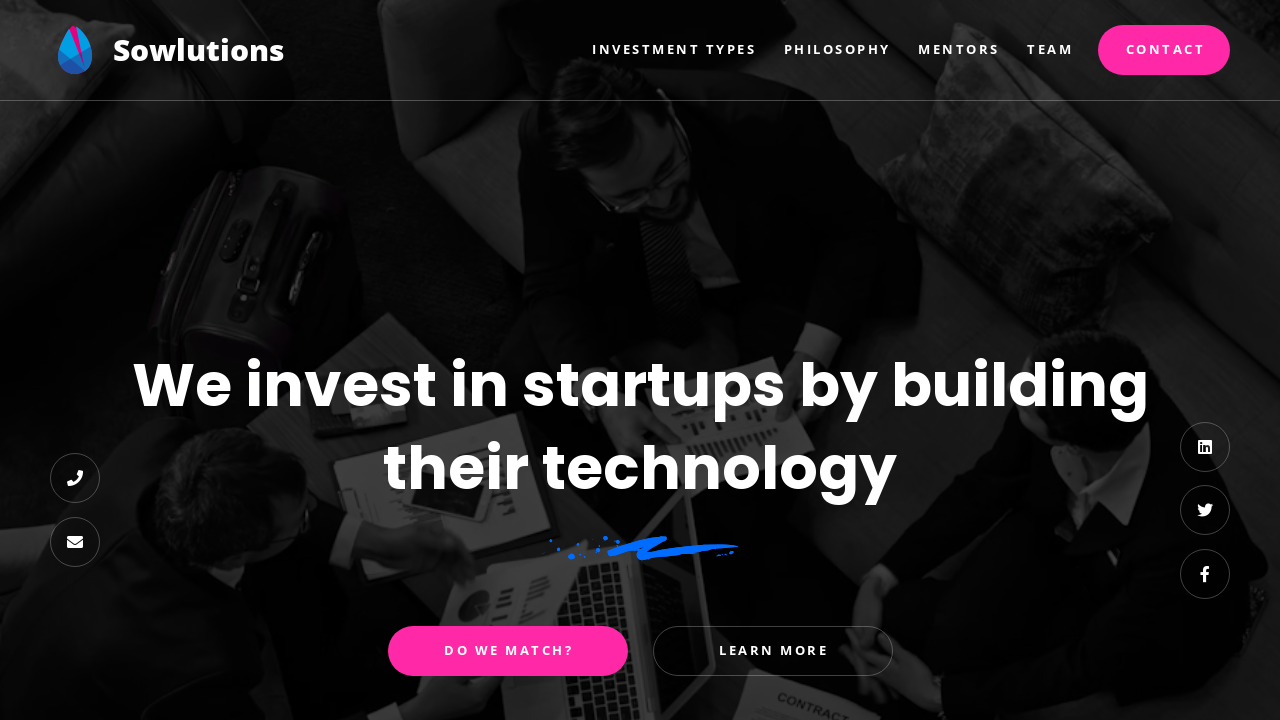 Sowlutions
INVESTMENT TYPES
PHILOSOPHY
MENTORS
TEAM
CONTACT
We invest in startups by building
their technology
DO WE MATCH?
LEARN MORE
CONTRACT